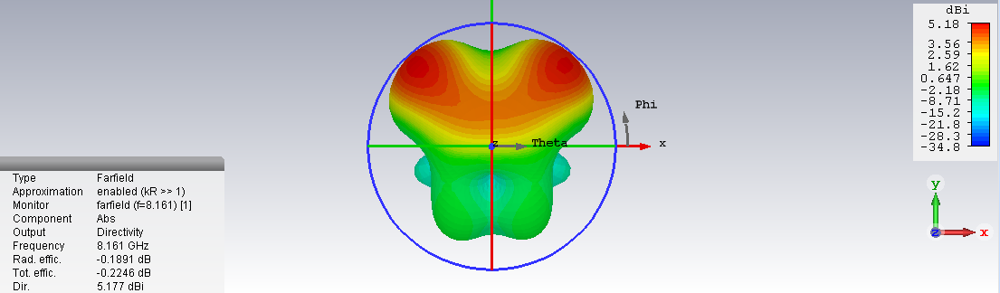 dBi
5.18
3.56
2.59
1.62
0.647
-2.18
-8.71
-15.2
-21.8
-28.3
-34.8
Phi
z Theta x
y
z x
Type Farfield
Approximation enabled (kR >> 1)
Monitor farfield (f=8.161) [1]
Component Abs
Output Directivity
Frequency 8.161 GHz
Rad. effic. -0.1891 dB
Tot. effic. -0.2246 dB
Dir. 5.177 dBi